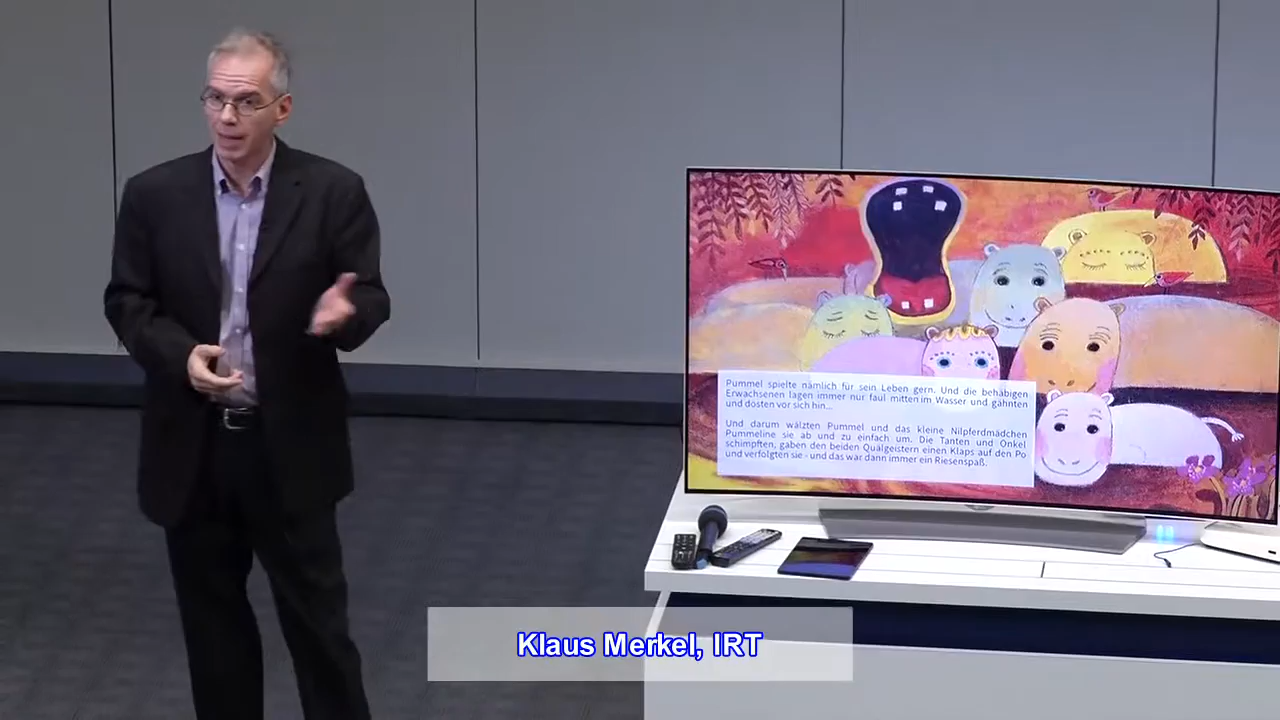 Pummel spielte nämlich für sein Leben gern. Und die behäbigen
Erwachsenen lagen immer nur faul mitten im Wasser und gähnten
und dösten vor sich hin...
Und darum wälzten Pummel und das kleine Nilpferdmädchen
Pummeline sie ab und zu einfach um. Die Tanten und Onkel
schimpften, gaben den beiden Quälgeistern einen Klaps auf den Po
und verfolgten sie - und das war dann immer ein Riesenspaß.
Klaus Merkel, IRT